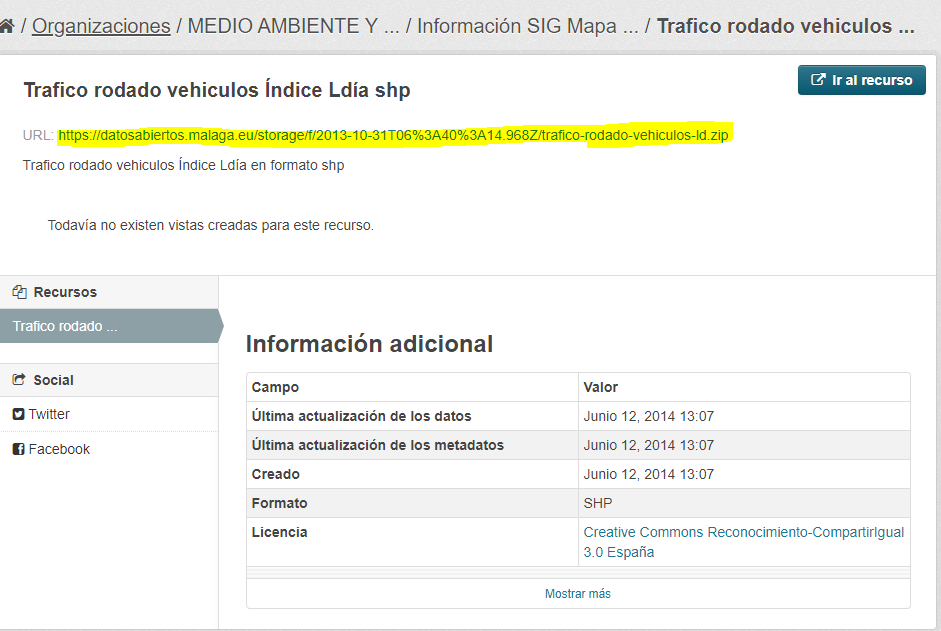 / Organizaciones / MEDIO AMBIENTE Y ... / Información SIG Mapa ... / Trafico rodado vehiculos ...
Trafico rodado vehiculos Índice Ldía shp
Ir al recurso
URL: https://datosabiertos.malaga.eu/storage/f/2013-10-31T06%3A40%3A14.968Z/trafico-rodado-vehiculos-ld.zip
Trafico rodado vehiculos Índice Ldía en formato shp
Todavía no existen vistas creadas para este recurso.
Recursos
Trafico rodado ...
Social
Twitter
Facebook
Información adicional
Campo Valor
Última actualización de los datos Junio 12, 2014 13:07
Última actualización de los metadatos Junio 12, 2014 13:07
Creado Junio 12, 2014 13:07
Formato SHP
Licencia Creative Commons Reconocimiento-CompartirIgual
3.0 España
Mostrar más